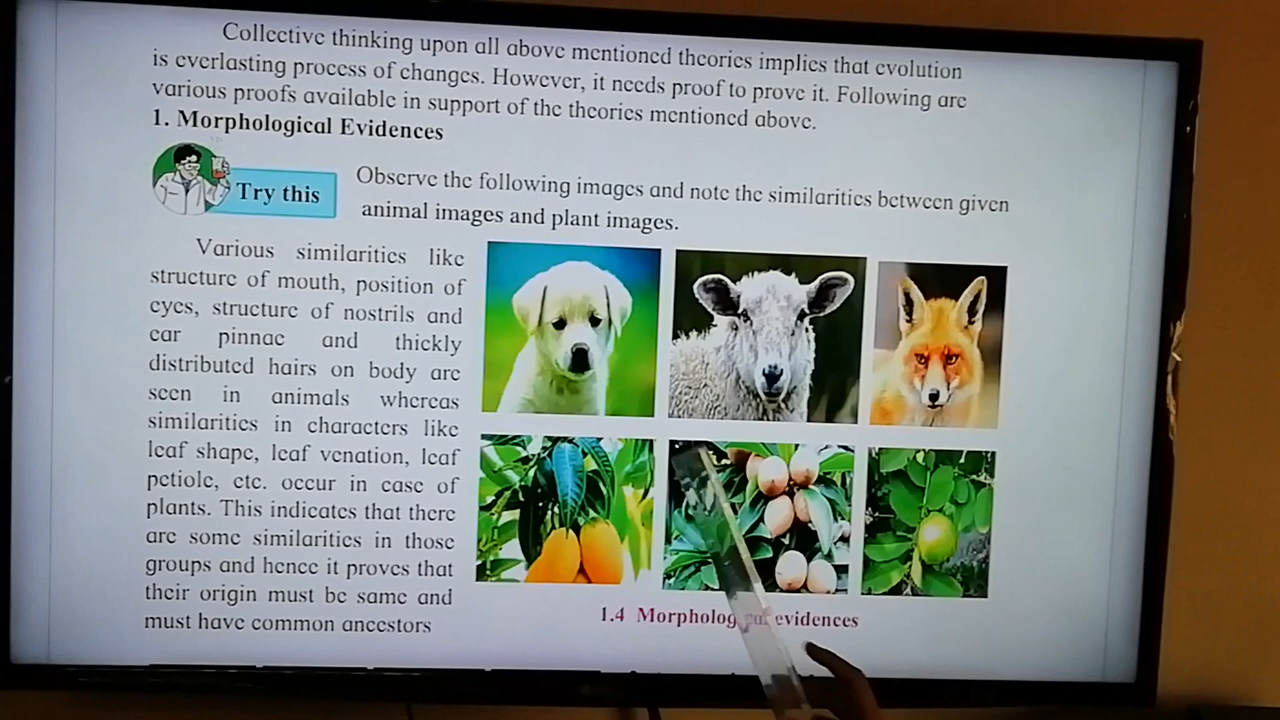 Collective thinking upon all above mentioned theories implies that evolution
is everlasting process of changes. However, it needs proof to prove it. Following are
various proofs available in support of the theories mentioned above.
1. Morphological Evidences
Try this
Observe the following images and note the similarities between given
animal images and plant images.
Various similarities like
structure of mouth, position of
eyes, structure of nostrils and
ear pinnae and thickly
distributed hairs on body are
seen in animals whereas
similarities in characters like
leaf shape, leaf venation, leaf
petiole, etc. occur in case of
plants. This indicates that there
are some similarities in those
groups and hence it proves that
their origin must be same and
must have common ancestors
1.4 Morphological evidences